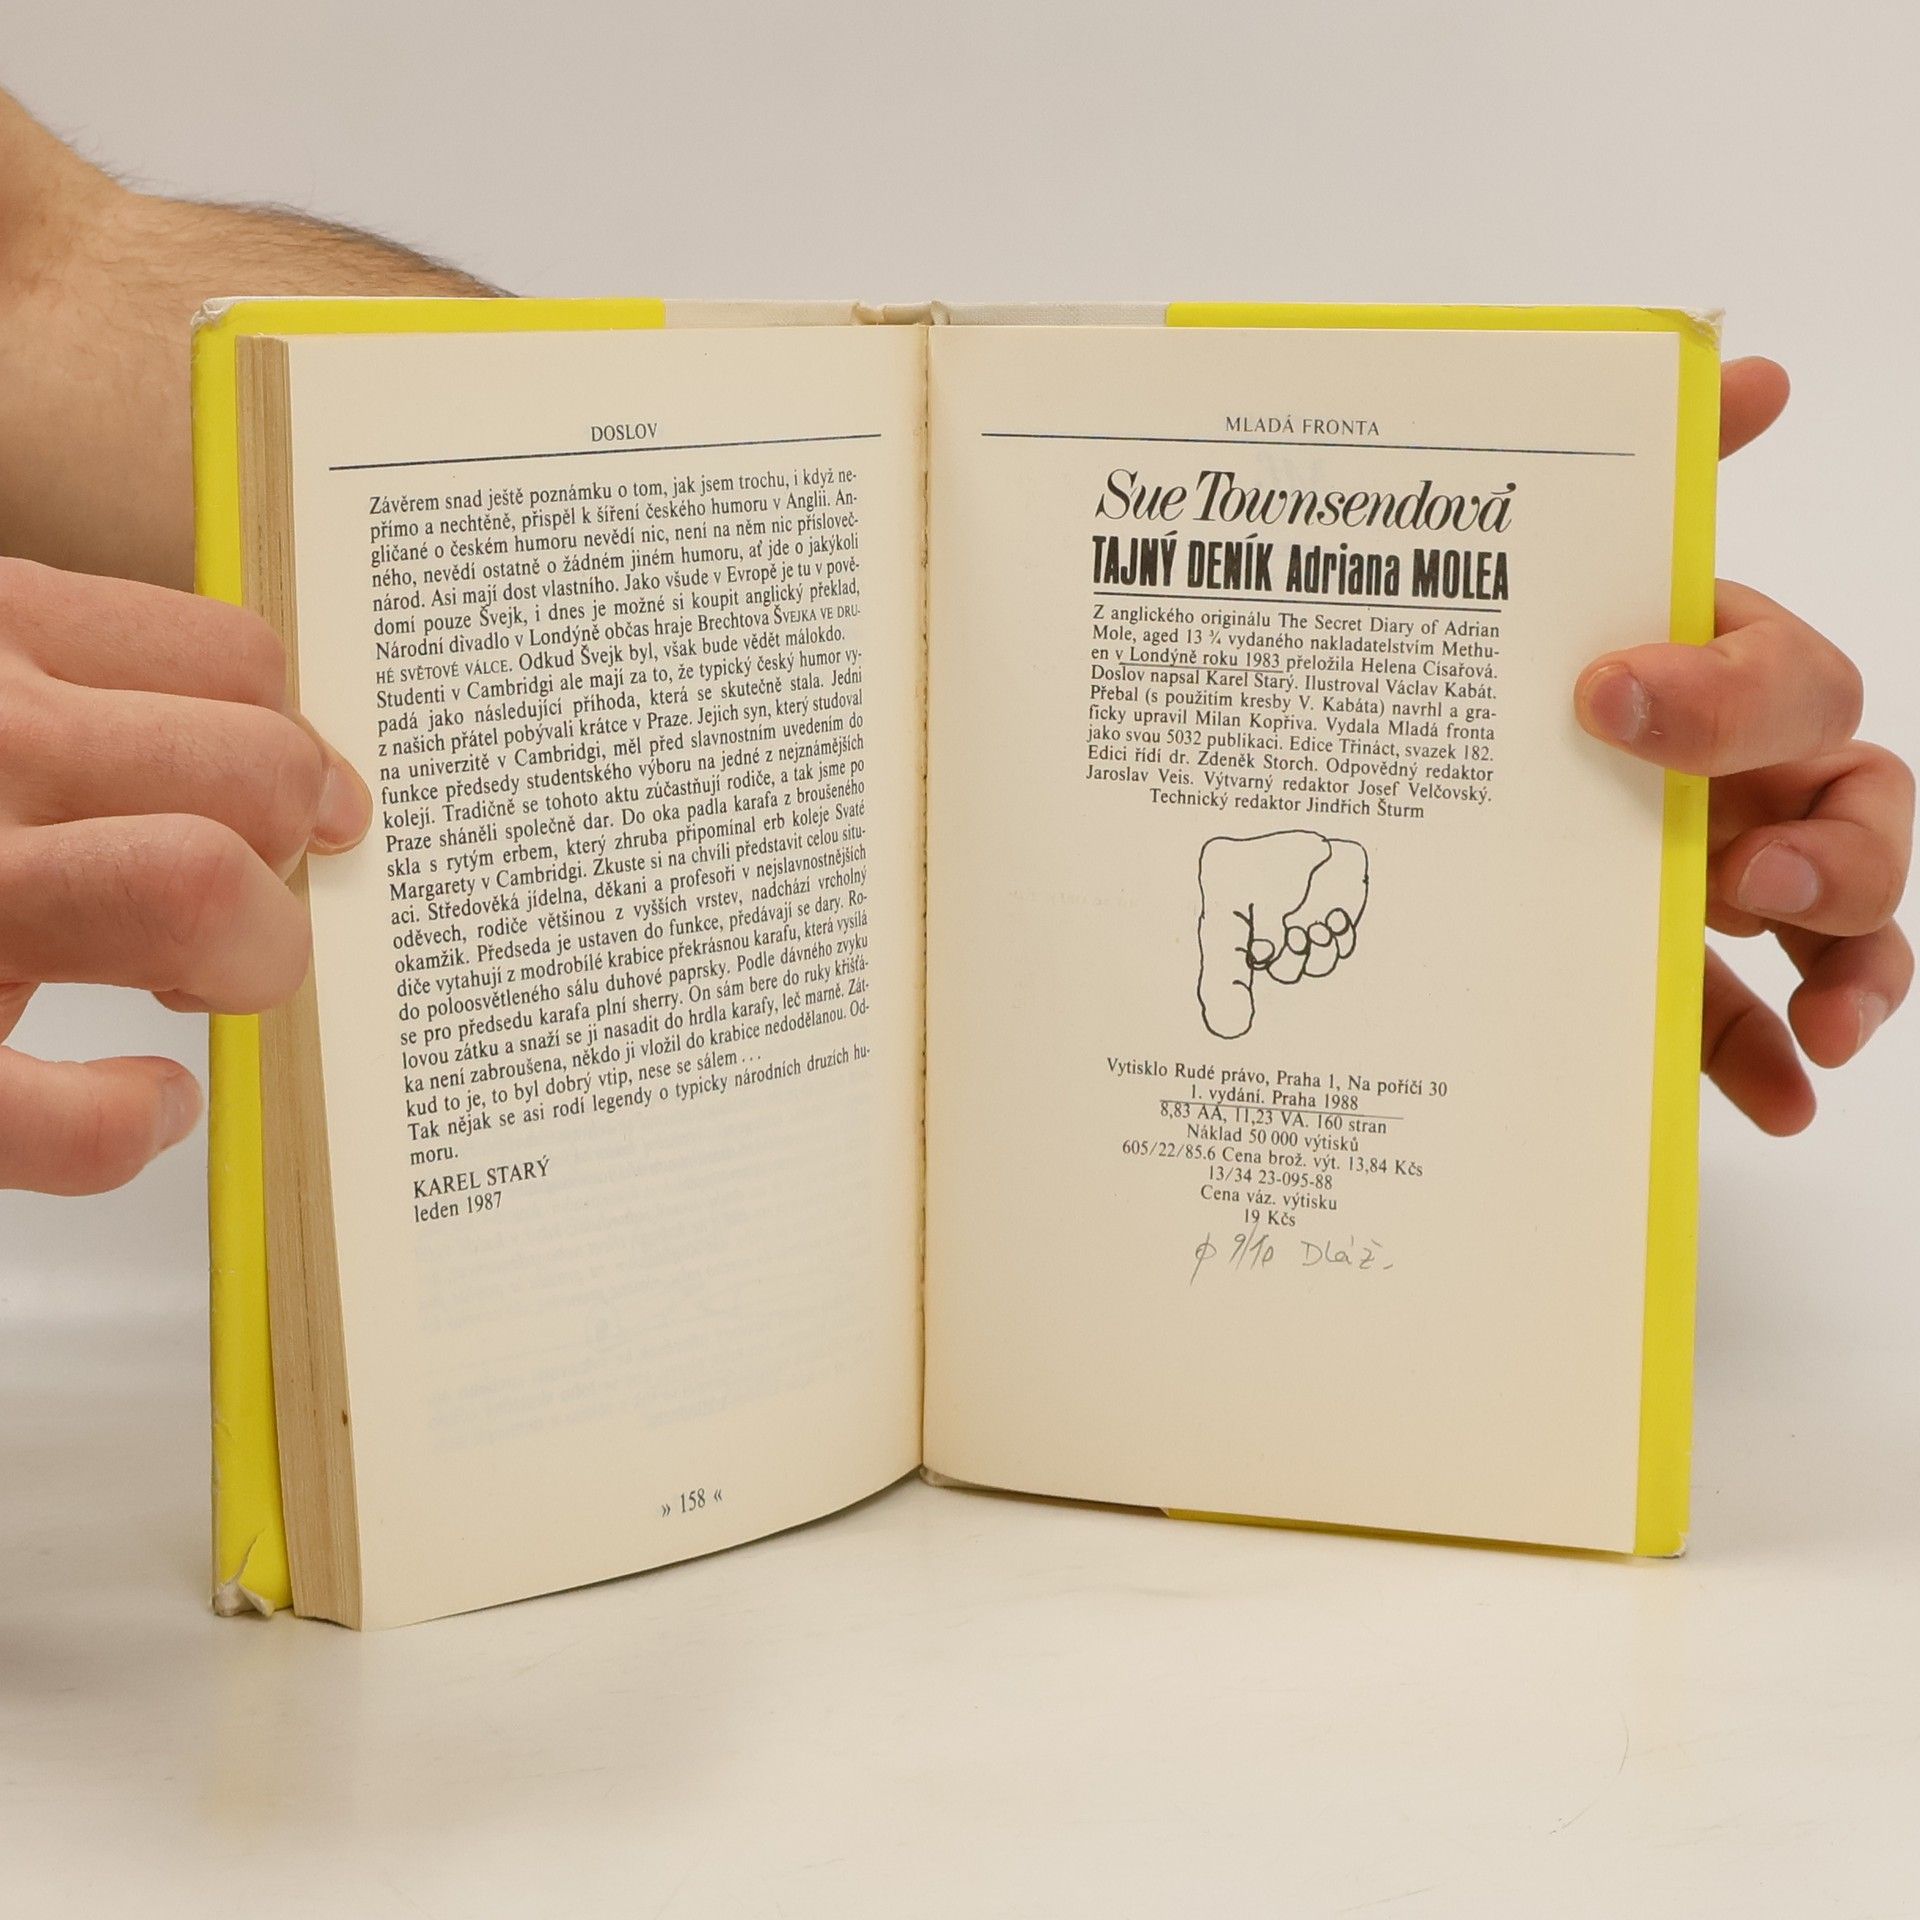 DOSLOV
Závěrem snad ještě poznámku o tom, jak jsem trochu, i když ne-
přímo a nechtěně, přispěl k šíření českého humoru v Anglii. An-
gličané o českém humoru nevědí nic, není na něm nic příslověč-
ného, nevědí ostatně o žádném jiném humoru, ať jde o jakýkoli
národ. Asi mají dost vlastního. Jako všude v Evropě je tu v pově-
domí pouze Švejk, i dnes je možné si koupit anglický překlad,
Národní divadlo v Londýně občas hraje Brechtova ŠVEJKA VE DRU-
HÉ SVĚTOVÉ VÁLCE. Odkud Švejk byl, však bude vědět málokdo.
Studenti v Cambridgi ale mají za to, že typický český humor vy-
padá jako následující příhoda, která se skutečně stala. Jedni
z našich přátel pobývali krátce v Praze. Jejich syn, který studoval
na univerzitě v Cambridgi, měl před slavnostním uvedením do
funkce předsedy studentského výboru na jedné z nejznámějších
kolejí. Tradičně se tohoto aktu zúčastňují rodiče, a tak jsme po
Praze sháněli společně dar. Do oka padla karafa z broušeného
skla s rytým erbem, který zhruba připomínal erb koleje Svaté
Margarety v Cambridgi. Zkuste si na chvíli představit celou situ-
aci. Středověká jídelna, děkani a profesoři v nejslavnostnějších
oděvech, rodiče většinou z vyšších vrstev, nadchází vrcholný
okamžik. Předseda je ustaven do funkce, předávají se dary. Ro-
diče vytahují z modrobílé krabice překrásnou karafu, která vysílá
do poloosvětleného sálu duhové paprsky. Podle dávného zvyku
se pro předsedu karafa plní sherry. On sám bere do ruky křišťá-
lovou zátku a snaží se ji nasadit do hrdla karafy, leč marně. Zát-
ka není zabroušena, někdo ji vložil do krabice nedodělanou. Od-
kud to je, to byl dobrý vtip, nese se sálem . . .
Tak nějak se asi rodí legendy o typicky národních druzích hu-
moru.
KAREL STARÝ
leden 1987
» 158 «
MLADÁ FRONTA
Sue Townsendová
TAJNÝ DENÍK Adriana MOLEA
Z anglického originálu The Secret Diary of Adrian
Mole, aged 13 ¾ vydaného nakladatelstvím Methu-
en v Londýně roku 1983 přeložila Helena Císařová.
Doslov napsal Karel Starý. Ilustroval Václav Kabát.
Přebal (s použitím kresby V. Kabáta) navrhl a gra-
ficky upravil Milan Kopřiva. Vydala Mladá fronta
jako svou 5032 publikaci. Edice Třináct, svazek 182.
Edici řídí dr. Zdeněk Storch. Odpovědný redaktor
Jaroslav Veis. Výtvarný redaktor Josef Velčovský.
Technický redaktor Jindřich Šturm
Vytisklo Rudé právo, Praha 1, Na poříčí 30
1. vydání. Praha 1988
8,83 AA, 11,23 VA. 160 stran
Náklad 50 000 výtisků
605/22/85.6 Cena brož. výt. 13,84 Kčs
13/34 23-095-88
Cena váz. výtisku
19 Kčs
9/10 Dláž.